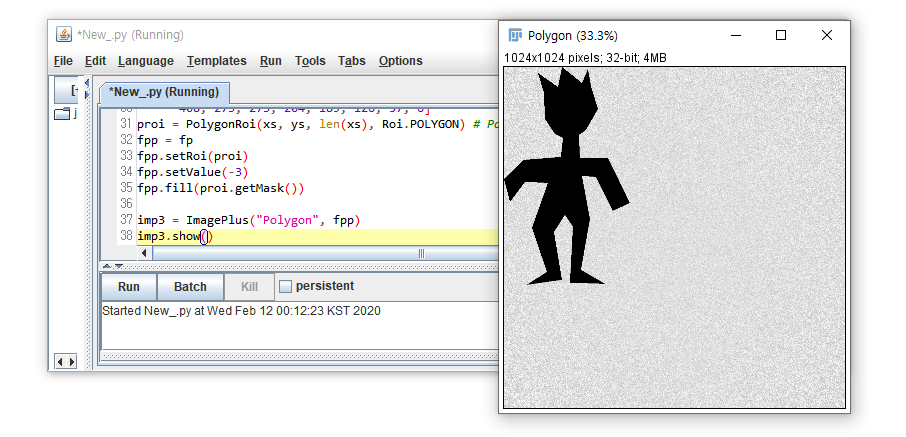 *New_.py (Running)
File Edit Language Templates Run Tools Tabs Options
*New_.py (Running)
31 proi = PolygonRoi(xs, ys, len(xs), Roi.POLYGON) #
32 fpp = fp
33 fpp.setRoi(proi)
34 fpp.setValue(-3)
35 fpp.fill(proi.getMask())
36
37 imp3 = ImagePlus("Polygon", fpp)
38 imp3.show()
Run Batch Kill persistent
Started New_.py at Wed Feb 12 00:12:23 KST 2020
Polygon (33.3%)
1024x1024 pixels; 32-bit; 4MB